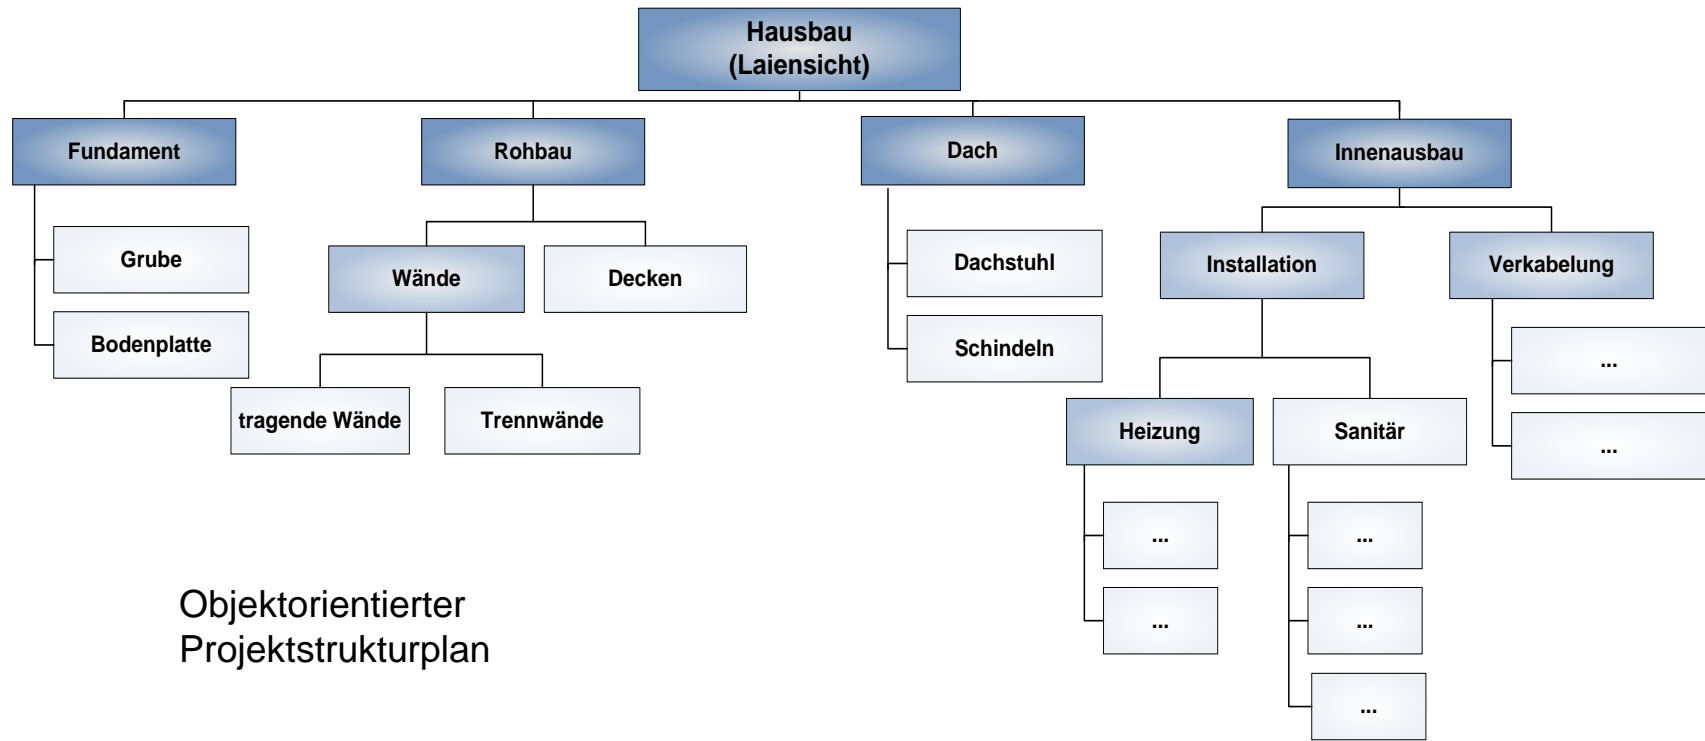 Hausbau
(Laiensicht)
Fundament
Rohbau
Dach
Innenausbau
Grube
Wände
Decken
Dachstuhl
Installation
Verkabelung
Bodenplatte
Schindeln
...
tragende Wände
Trennwände
Heizung
Sanitär
...
...
...
...
...
...
Objektorientierter
Projektstrukturplan